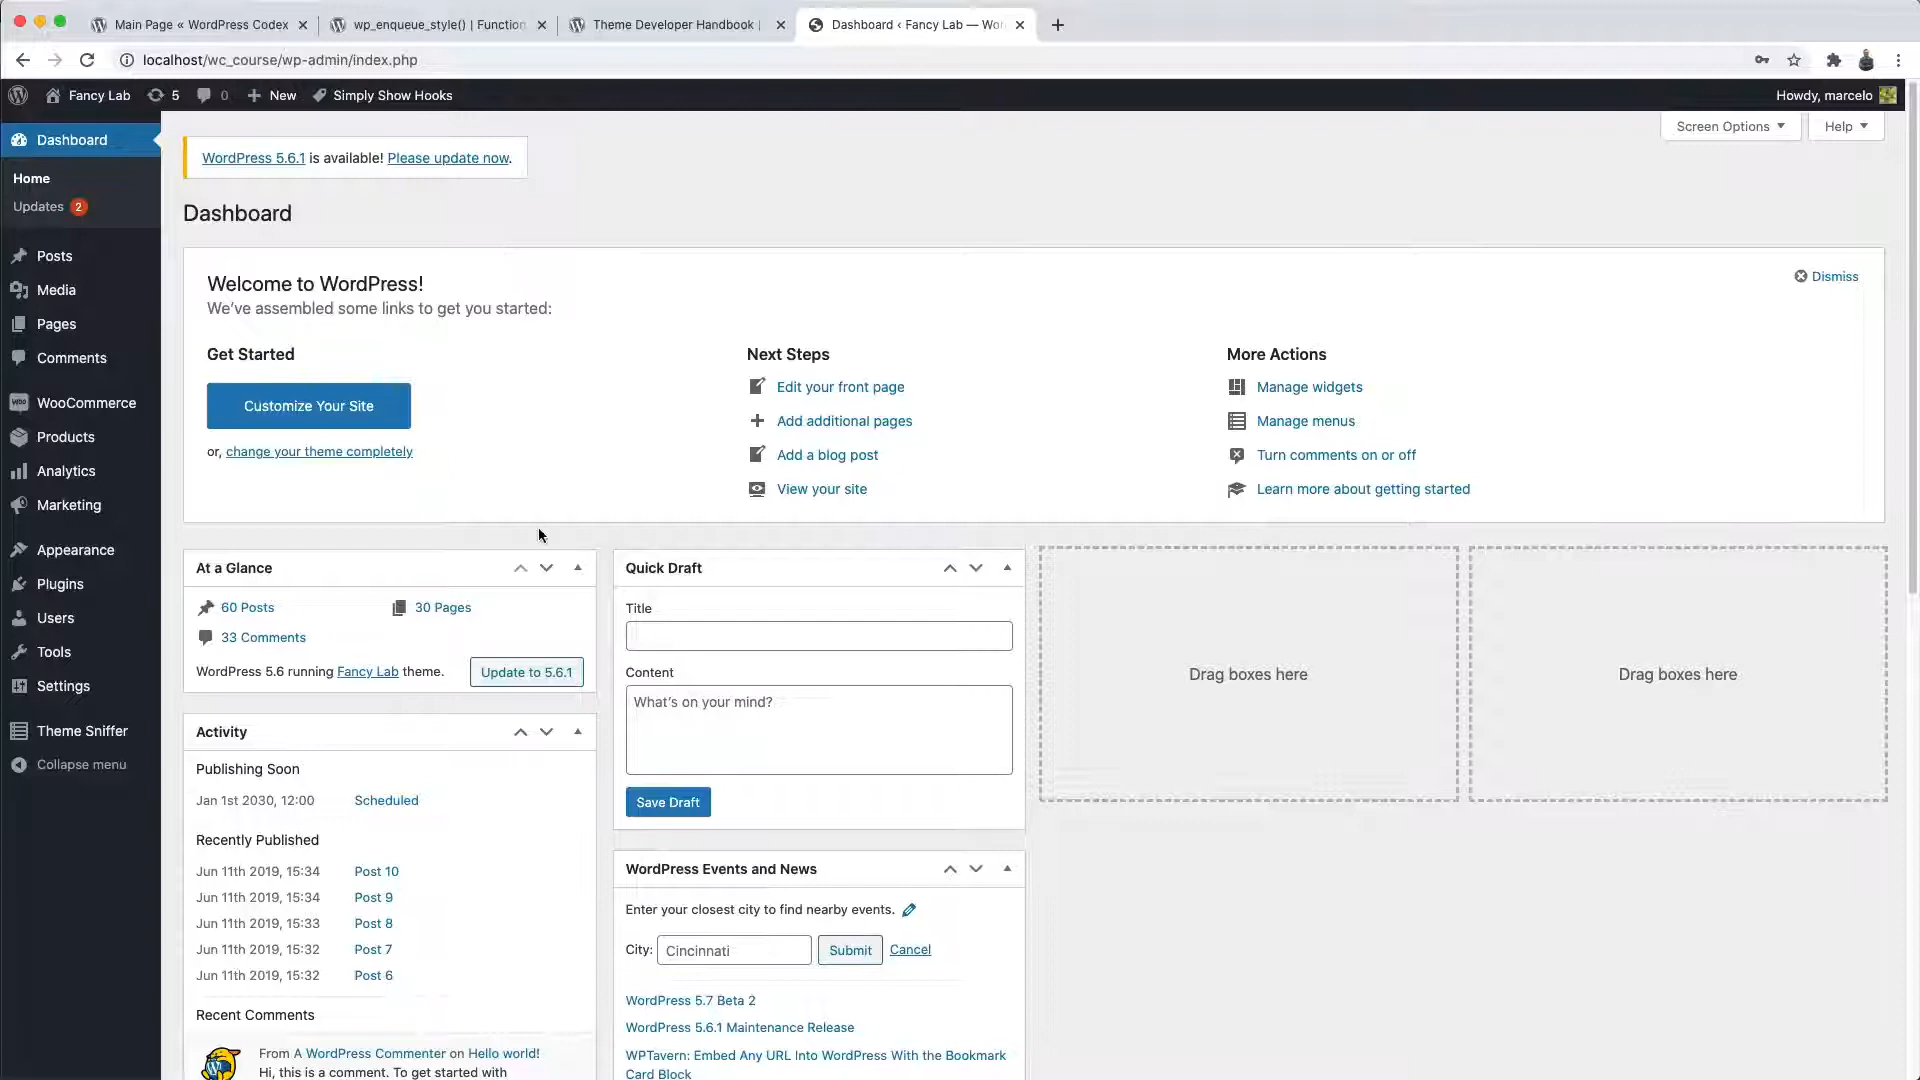 Main Page « WordPress Codex
wp_enqueue_style() | Function
Theme Developer Handbook |
Dashboard ‹ Fancy Lab — Wor
localhost/wc_course/wp-admin/index.php
Fancy Lab
5
0
New
Simply Show Hooks
Howdy, marcelo
Dashboard
Home
Updates 2
Posts
Media
Pages
Comments
WooCommerce
Products
Analytics
Marketing
Appearance
Plugins
Users
Tools
Settings
Theme Sniffer
Collapse menu
Screen Options
Help
WordPress 5.6.1 is available! Please update now.
Dashboard
Welcome to WordPress!
We’ve assembled some links to get you started:
Dismiss
Get Started
Customize Your Site
or, change your theme completely
Next Steps
Edit your front page
Add additional pages
Add a blog post
View your site
More Actions
Manage widgets
Manage menus
Turn comments on or off
Learn more about getting started
At a Glance
60 Posts
30 Pages
33 Comments
WordPress 5.6 running Fancy Lab theme.
Update to 5.6.1
Activity
Publishing Soon
Jan 1st 2030, 12:00 Scheduled
Recently Published
Jun 11th 2019, 15:34 Post 10
Jun 11th 2019, 15:34 Post 9
Jun 11th 2019, 15:33 Post 8
Jun 11th 2019, 15:32 Post 7
Jun 11th 2019, 15:32 Post 6
Recent Comments
From A WordPress Commenter on Hello world!
Hi, this is a comment. To get started with
Quick Draft
Title
Content
What’s on your mind?
Save Draft
WordPress Events and News
Enter your closest city to find nearby events.
City: Cincinnati Submit Cancel
WordPress 5.7 Beta 2
WordPress 5.6.1 Maintenance Release
WPTavern: Embed Any URL Into WordPress With the Bookmark
Card Block
Drag boxes here
Drag boxes here